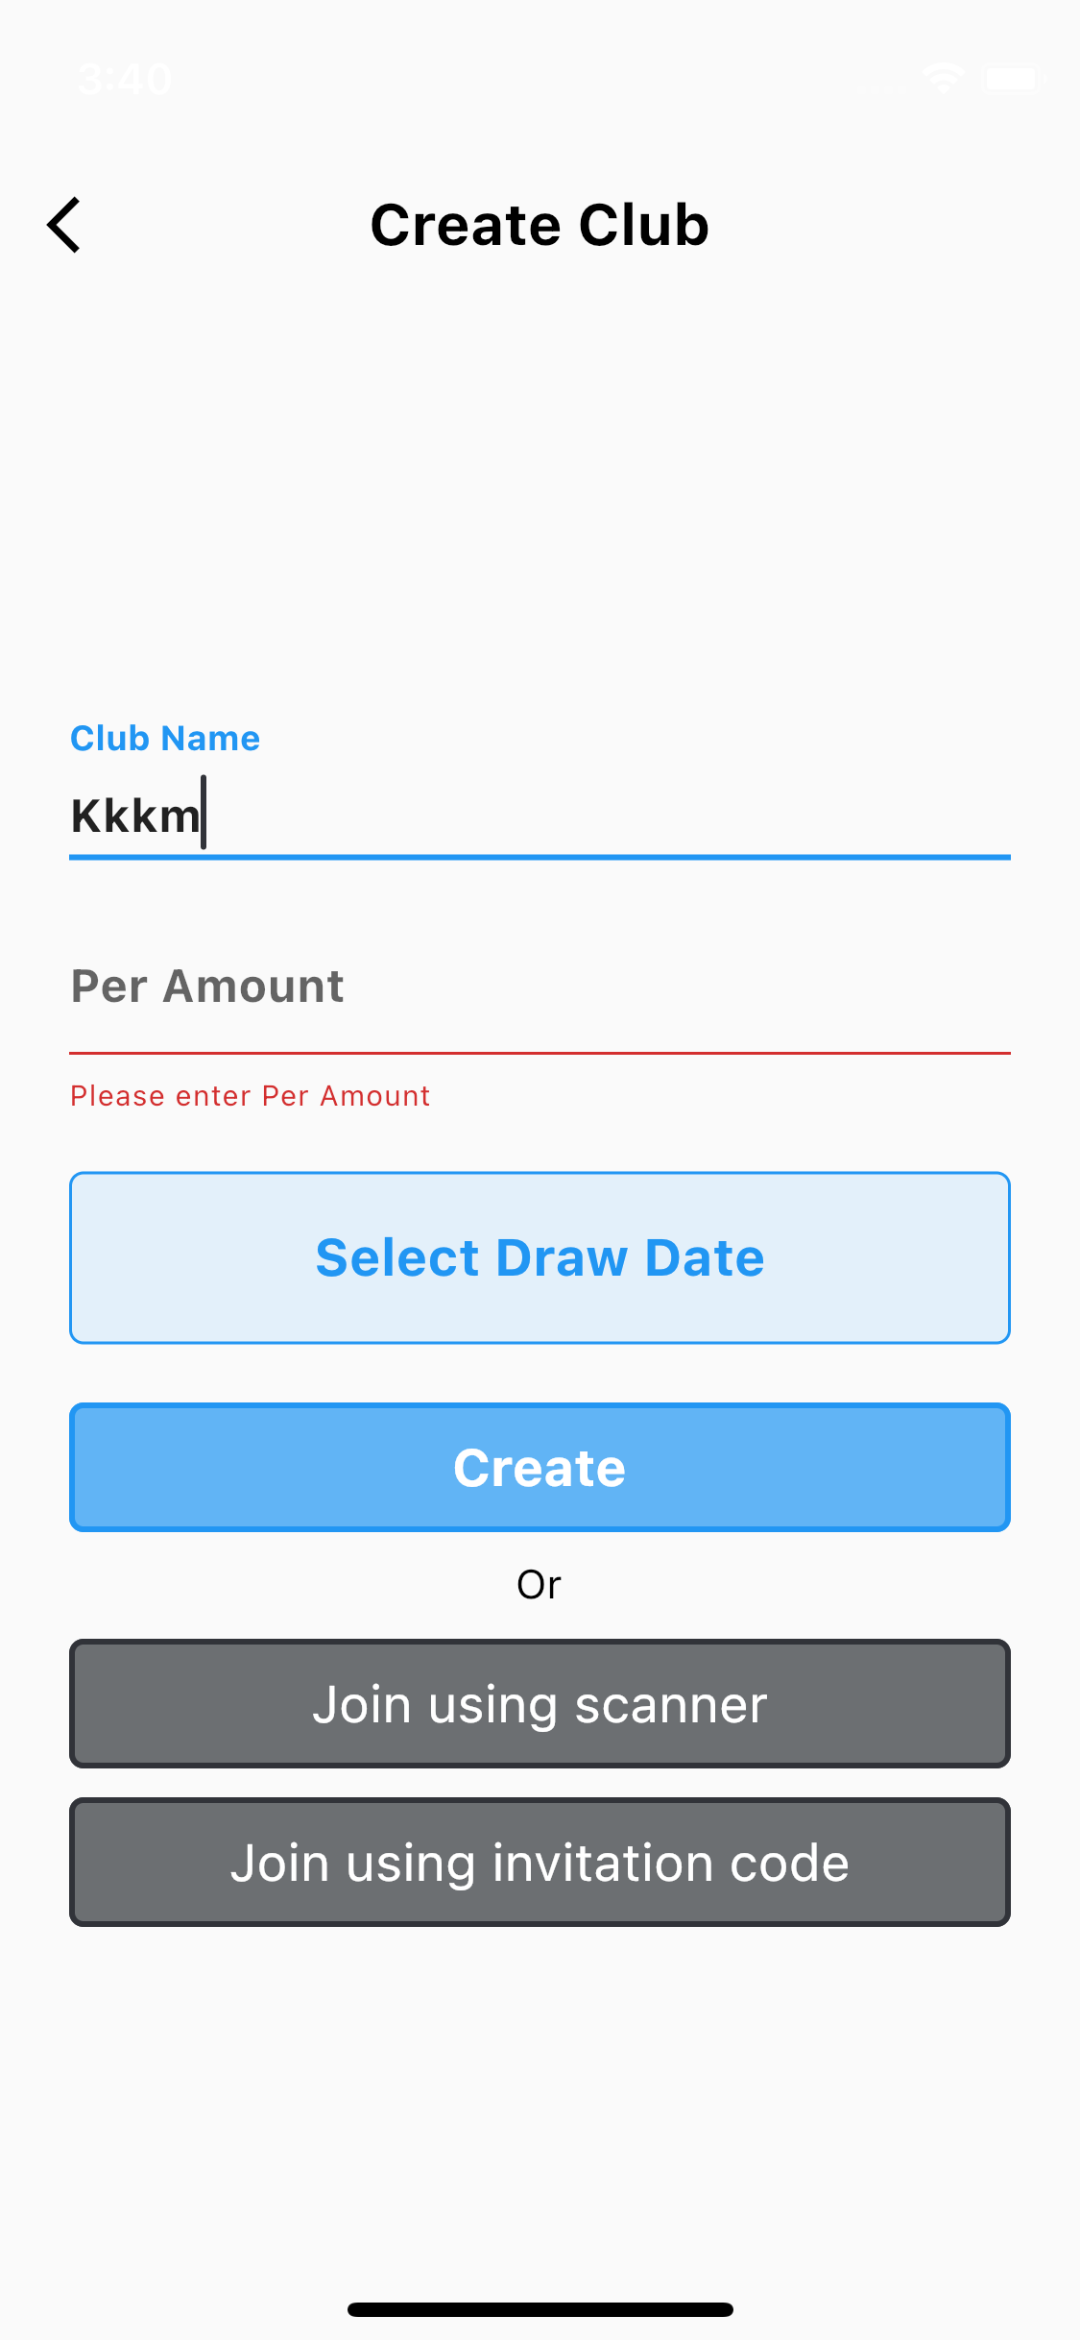 3:40
Create Club
Club Name
Kkkm
Per Amount
Please enter Per Amount
Select Draw Date
Create
Or
Join using scanner
Join using invitation code